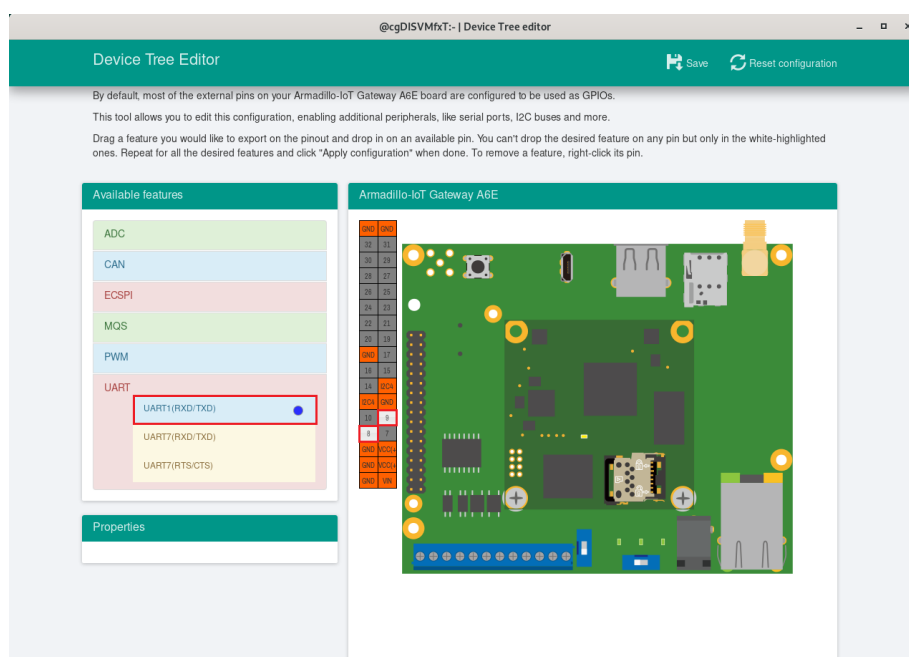 @cgDISVMfxT:- | Device Tree editor
Device Tree Editor
Save
Reset configuration
By default, most of the external pins on your Armadillo-IoT Gateway A6E board are configured to be used as GPIOs.
This tool allows you to edit this configuration, enabling additional peripherals, like serial ports, I2C buses and more.
Drag a feature you would like to export on the pinout and drop in on an available pin. You can't drop the desired feature on any pin but only in the white-highlighted
ones. Repeat for all the desired features and click "Apply configuration" when done. To remove a feature, right-click its pin.
Available features
ADC
CAN
ECSPI
MQS
PWM
UART
UART1(RXD/TXD)
UART7(RXD/TXD)
UART7(RTS/CTS)
Properties
Armadillo-IoT Gateway A6E
GND GND
32 31
30 29
28 27
26 25
24 23
22 21
20 19
GND 17
16 15
14 I2C4
I2C4 GND
10 9
8 7
GND VCC(+
GND VCC(+
GND VIN